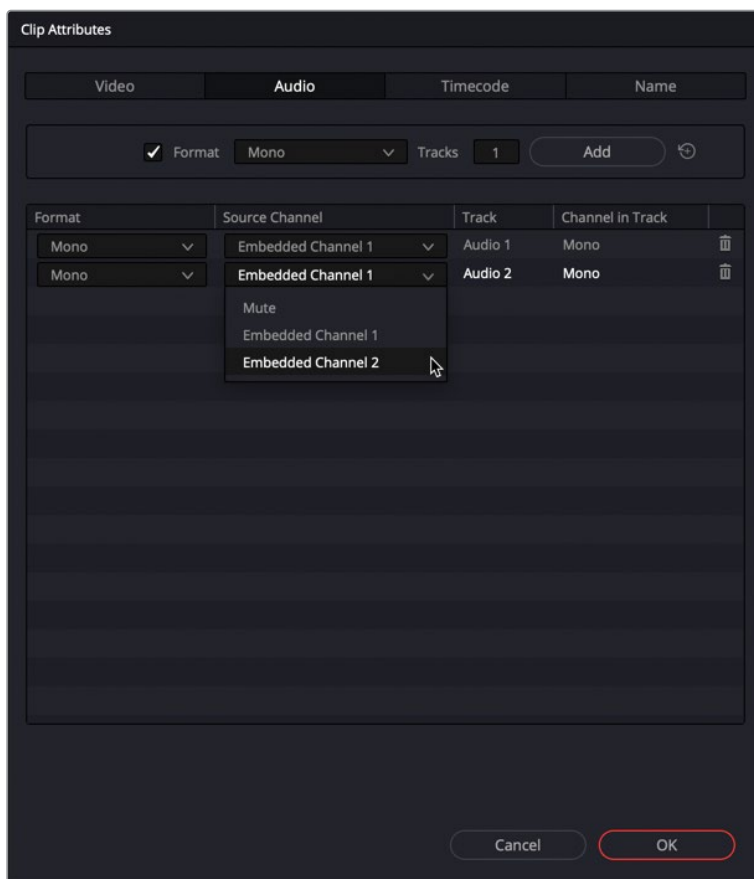 Clip Attributes
Video Audio Timecode Name
Format Mono Tracks 1 Add
Format Source Channel Track Channel in Track
Mono Embedded Channel 1 Audio 1 Mono
Mono Embedded Channel 1 Audio 2 Mono
Mute
Embedded Channel 1
Embedded Channel 2
Cancel OK